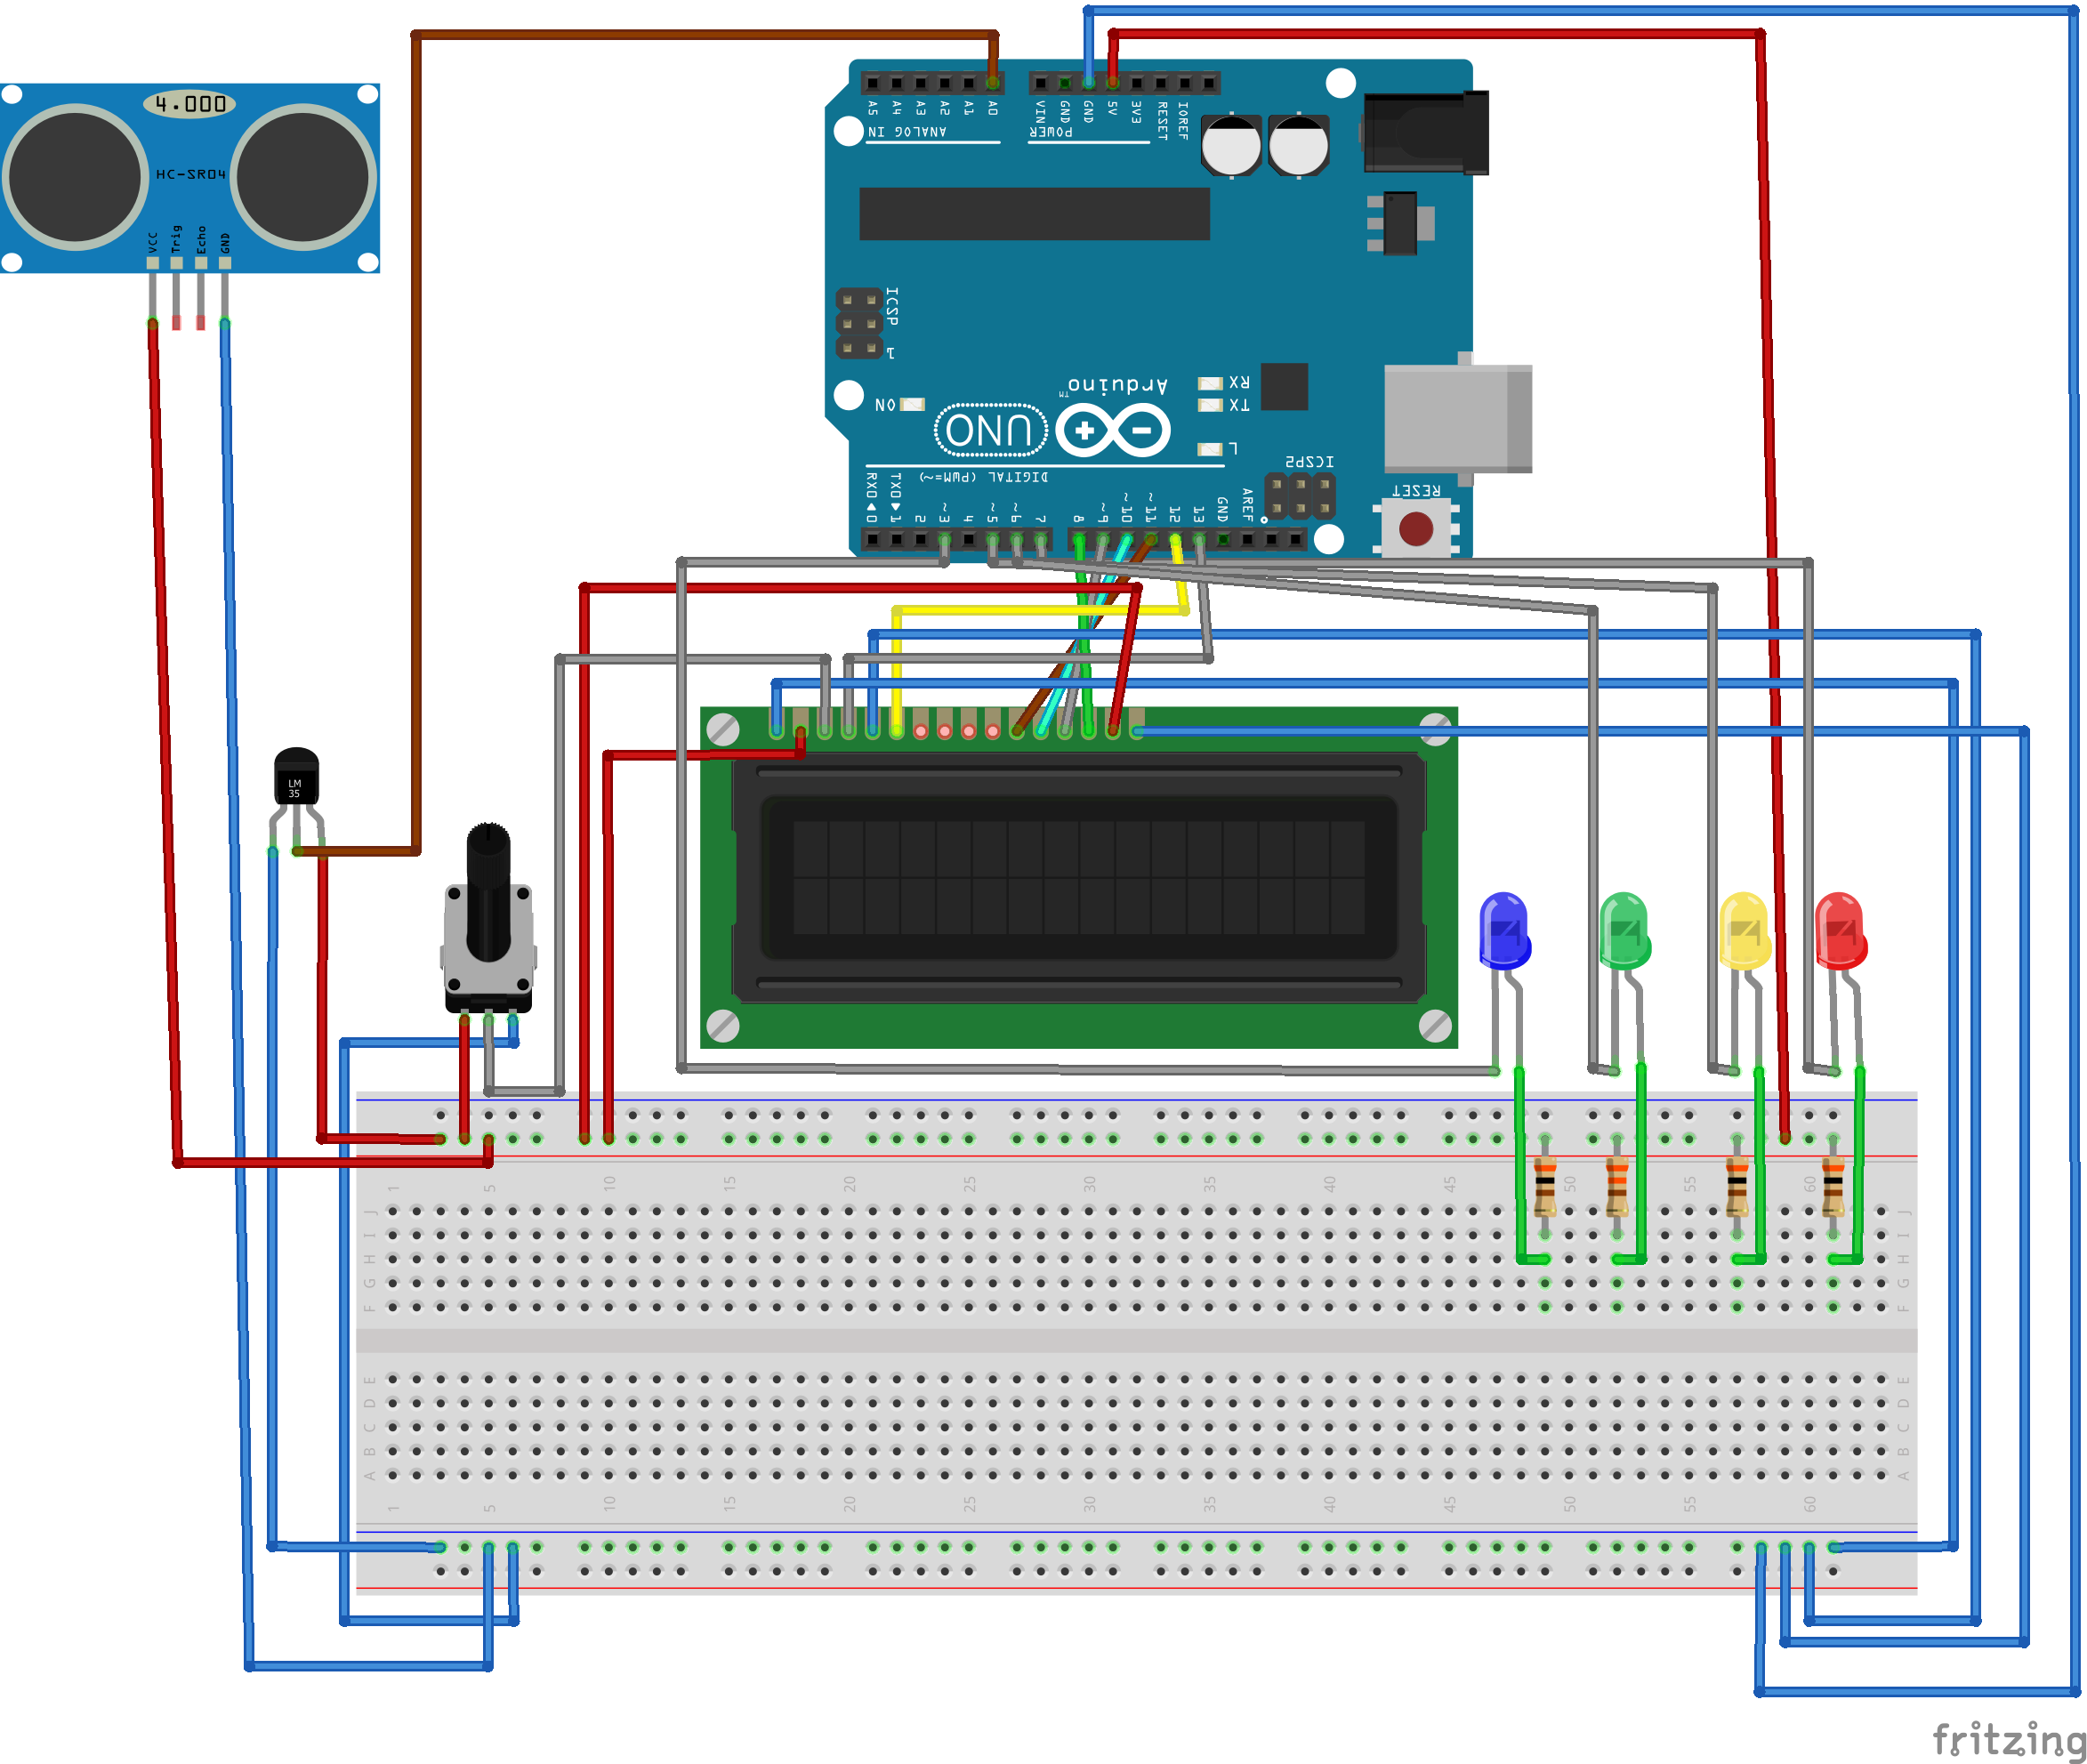 4.000
HC-SR04
VCC
Trig
Echo
GND
A5
A4
A3
A2
A1
A0
ANALOG IN
VIN
GND
GND
5V
3V3
RESET
IOREF
POWER
ICSP
1
Arduino
TM
ON
UNO
RX
TX
L
ICSP2
RESET
DIGITAL (PWM=~)
RX0
TX0
0
1
2
~3
4
~5
~6
7
8
~9
~10
~11
12
13
GND
AREF
LM
35
1 5 10 15 20 25 30 35 40 45 50 55 60
J J
I I
H H
G G
F F
E E
D D
C C
B B
A A
1 5 10 15 20 25 30 35 40 45 50 55 60
fritzing